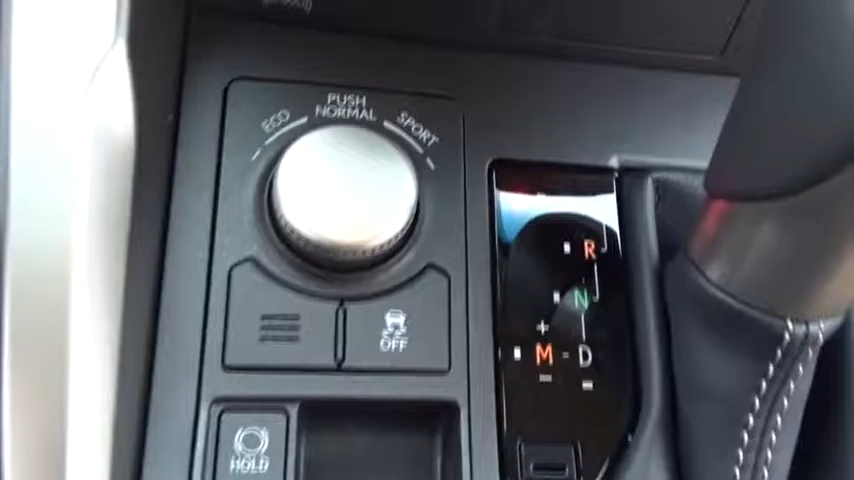 PUSH
ECO NORMAL SPORT
R
N
+
M = D
OFF
HOLD